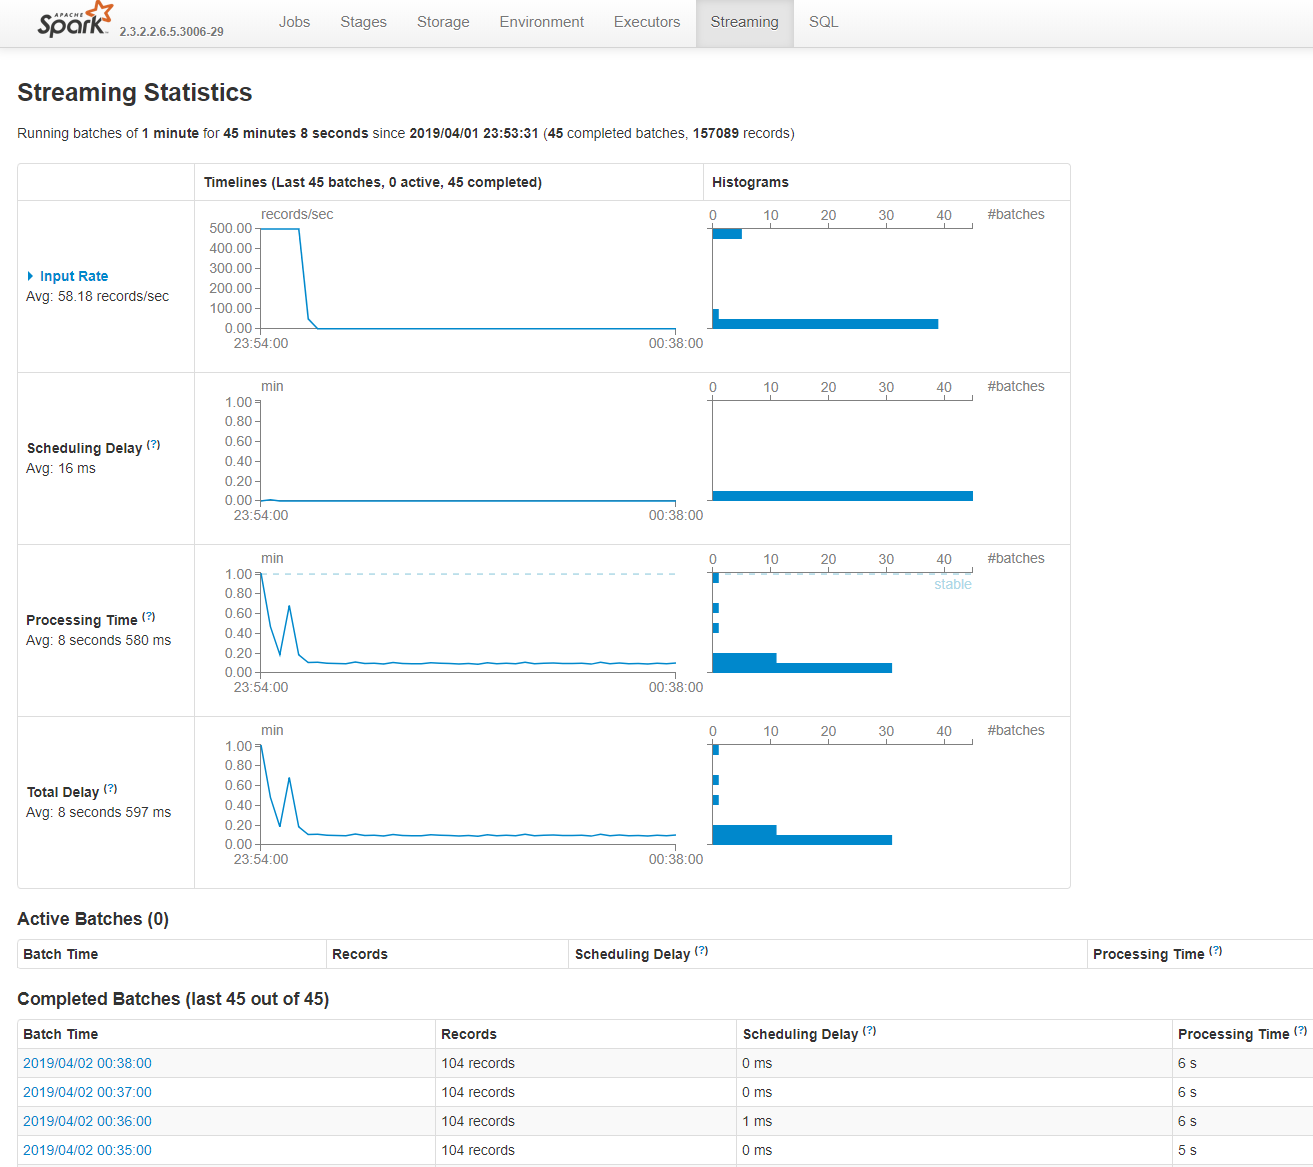 APACHE Spark 2.3.2.2.6.5.3006-29 Jobs Stages Storage Environment Executors Streaming SQL
Streaming Statistics
Running batches of 1 minute for 45 minutes 8 seconds since 2019/04/01 23:53:31 (45 completed batches, 157089 records)
Timelines (Last 45 batches, 0 active, 45 completed) Histograms
Input Rate
Avg: 58.18 records/sec
records/sec
500.00
400.00
300.00
200.00
100.00
0.00
23:54:00 00:38:00
0 10 20 30 40 #batches
Scheduling Delay (?)
Avg: 16 ms
min
1.00
0.80
0.60
0.40
0.20
0.00
23:54:00 00:38:00
0 10 20 30 40 #batches
Processing Time (?)
Avg: 8 seconds 580 ms
min
1.00
0.80
0.60
0.40
0.20
0.00
23:54:00 00:38:00
0 10 20 30 40 #batches
stable
Total Delay (?)
Avg: 8 seconds 597 ms
min
1.00
0.80
0.60
0.40
0.20
0.00
23:54:00 00:38:00
0 10 20 30 40 #batches
Active Batches (0)
Batch Time Records Scheduling Delay (?) Processing Time (?)
Completed Batches (last 45 out of 45)
Batch Time Records Scheduling Delay (?) Processing Time (?)
2019/04/02 00:38:00 104 records 0 ms 6 s
2019/04/02 00:37:00 104 records 0 ms 6 s
2019/04/02 00:36:00 104 records 1 ms 6 s
2019/04/02 00:35:00 104 records 0 ms 5 s